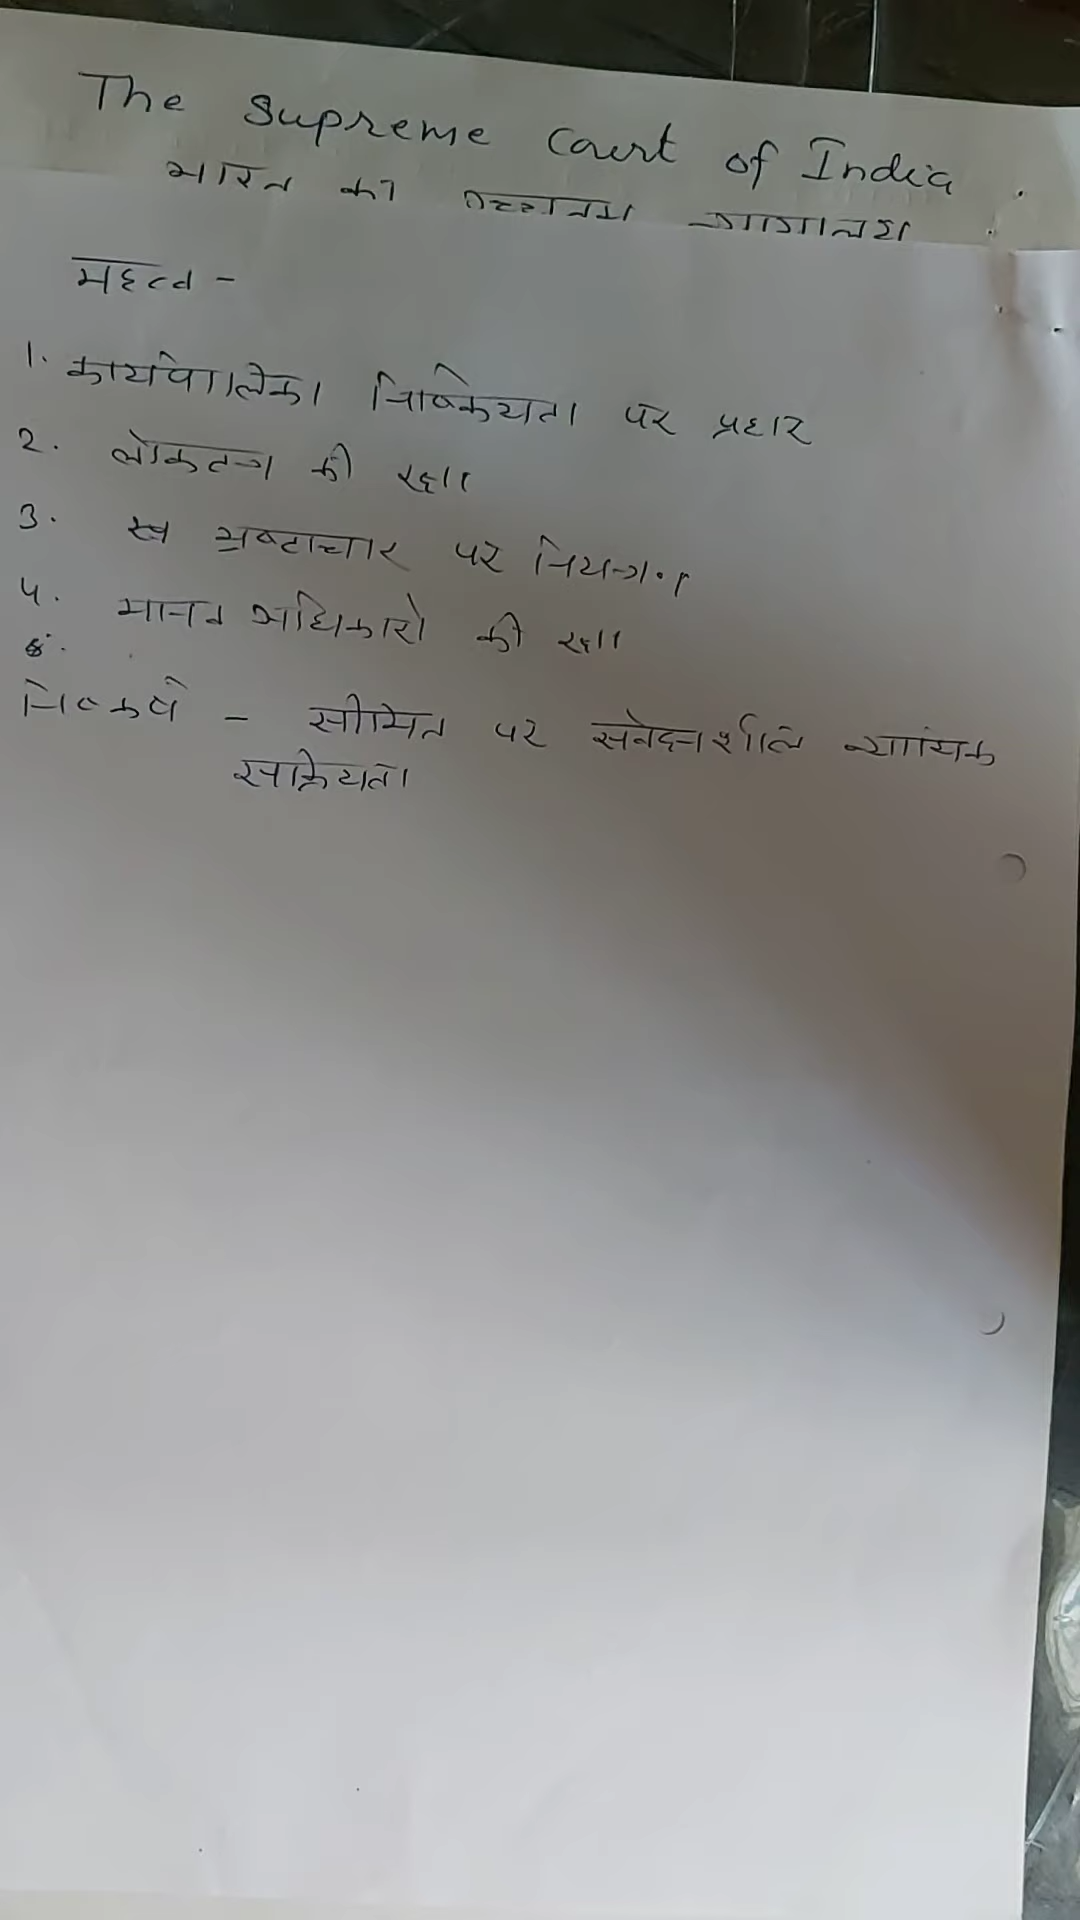 The Supreme Court of India.
भारत का उच्चतम न्यायालय
महत्व -
1. कार्यपालिका निष्क्रियता पर प्रहार
2. लोकतन्त्र की रक्षा
3. भ्रष्टाचार पर नियन्त्रण
4. मानव अधिकारो की रक्षा
निष्कर्ष - सीमित पर संवेदनशील न्यायिक
सक्रियता